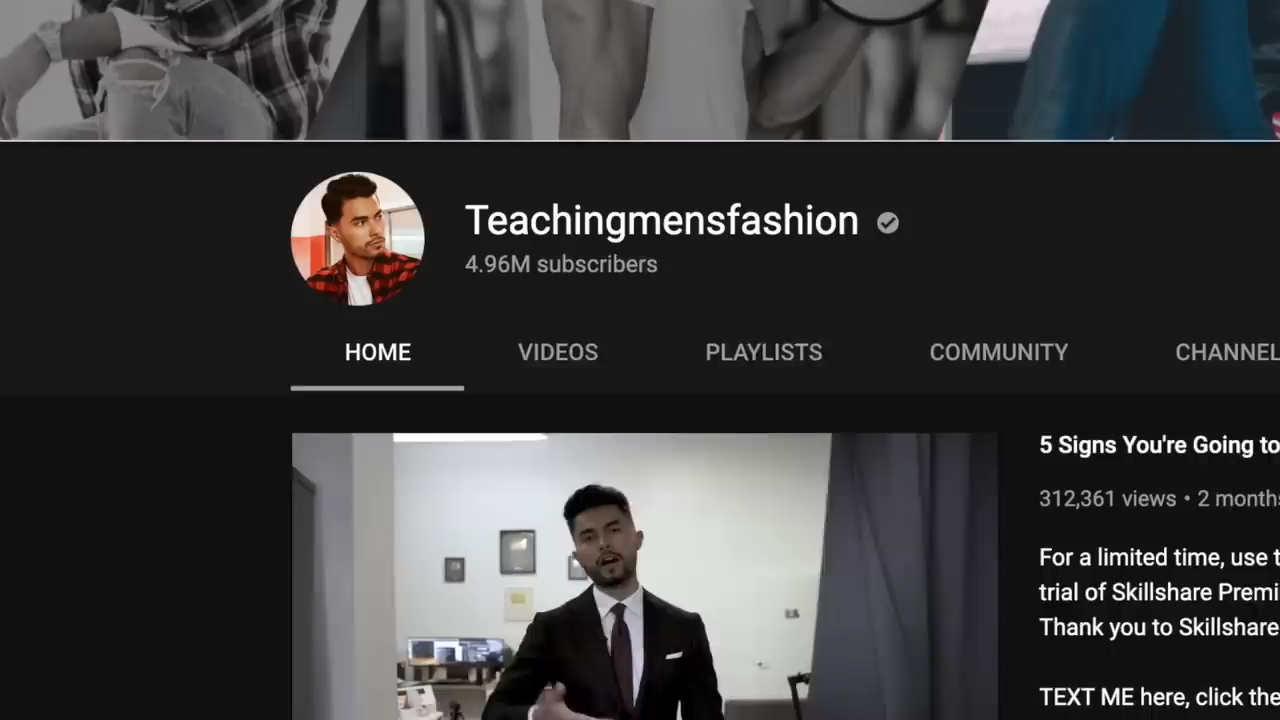 Teachingmensfashion
4.96M subscribers
HOME VIDEOS PLAYLISTS COMMUNITY CHANNEL
5 Signs You're Going to
312,361 views • 2 months
For a limited time, use t
trial of Skillshare Premi
Thank you to Skillshare
TEXT ME here, click the